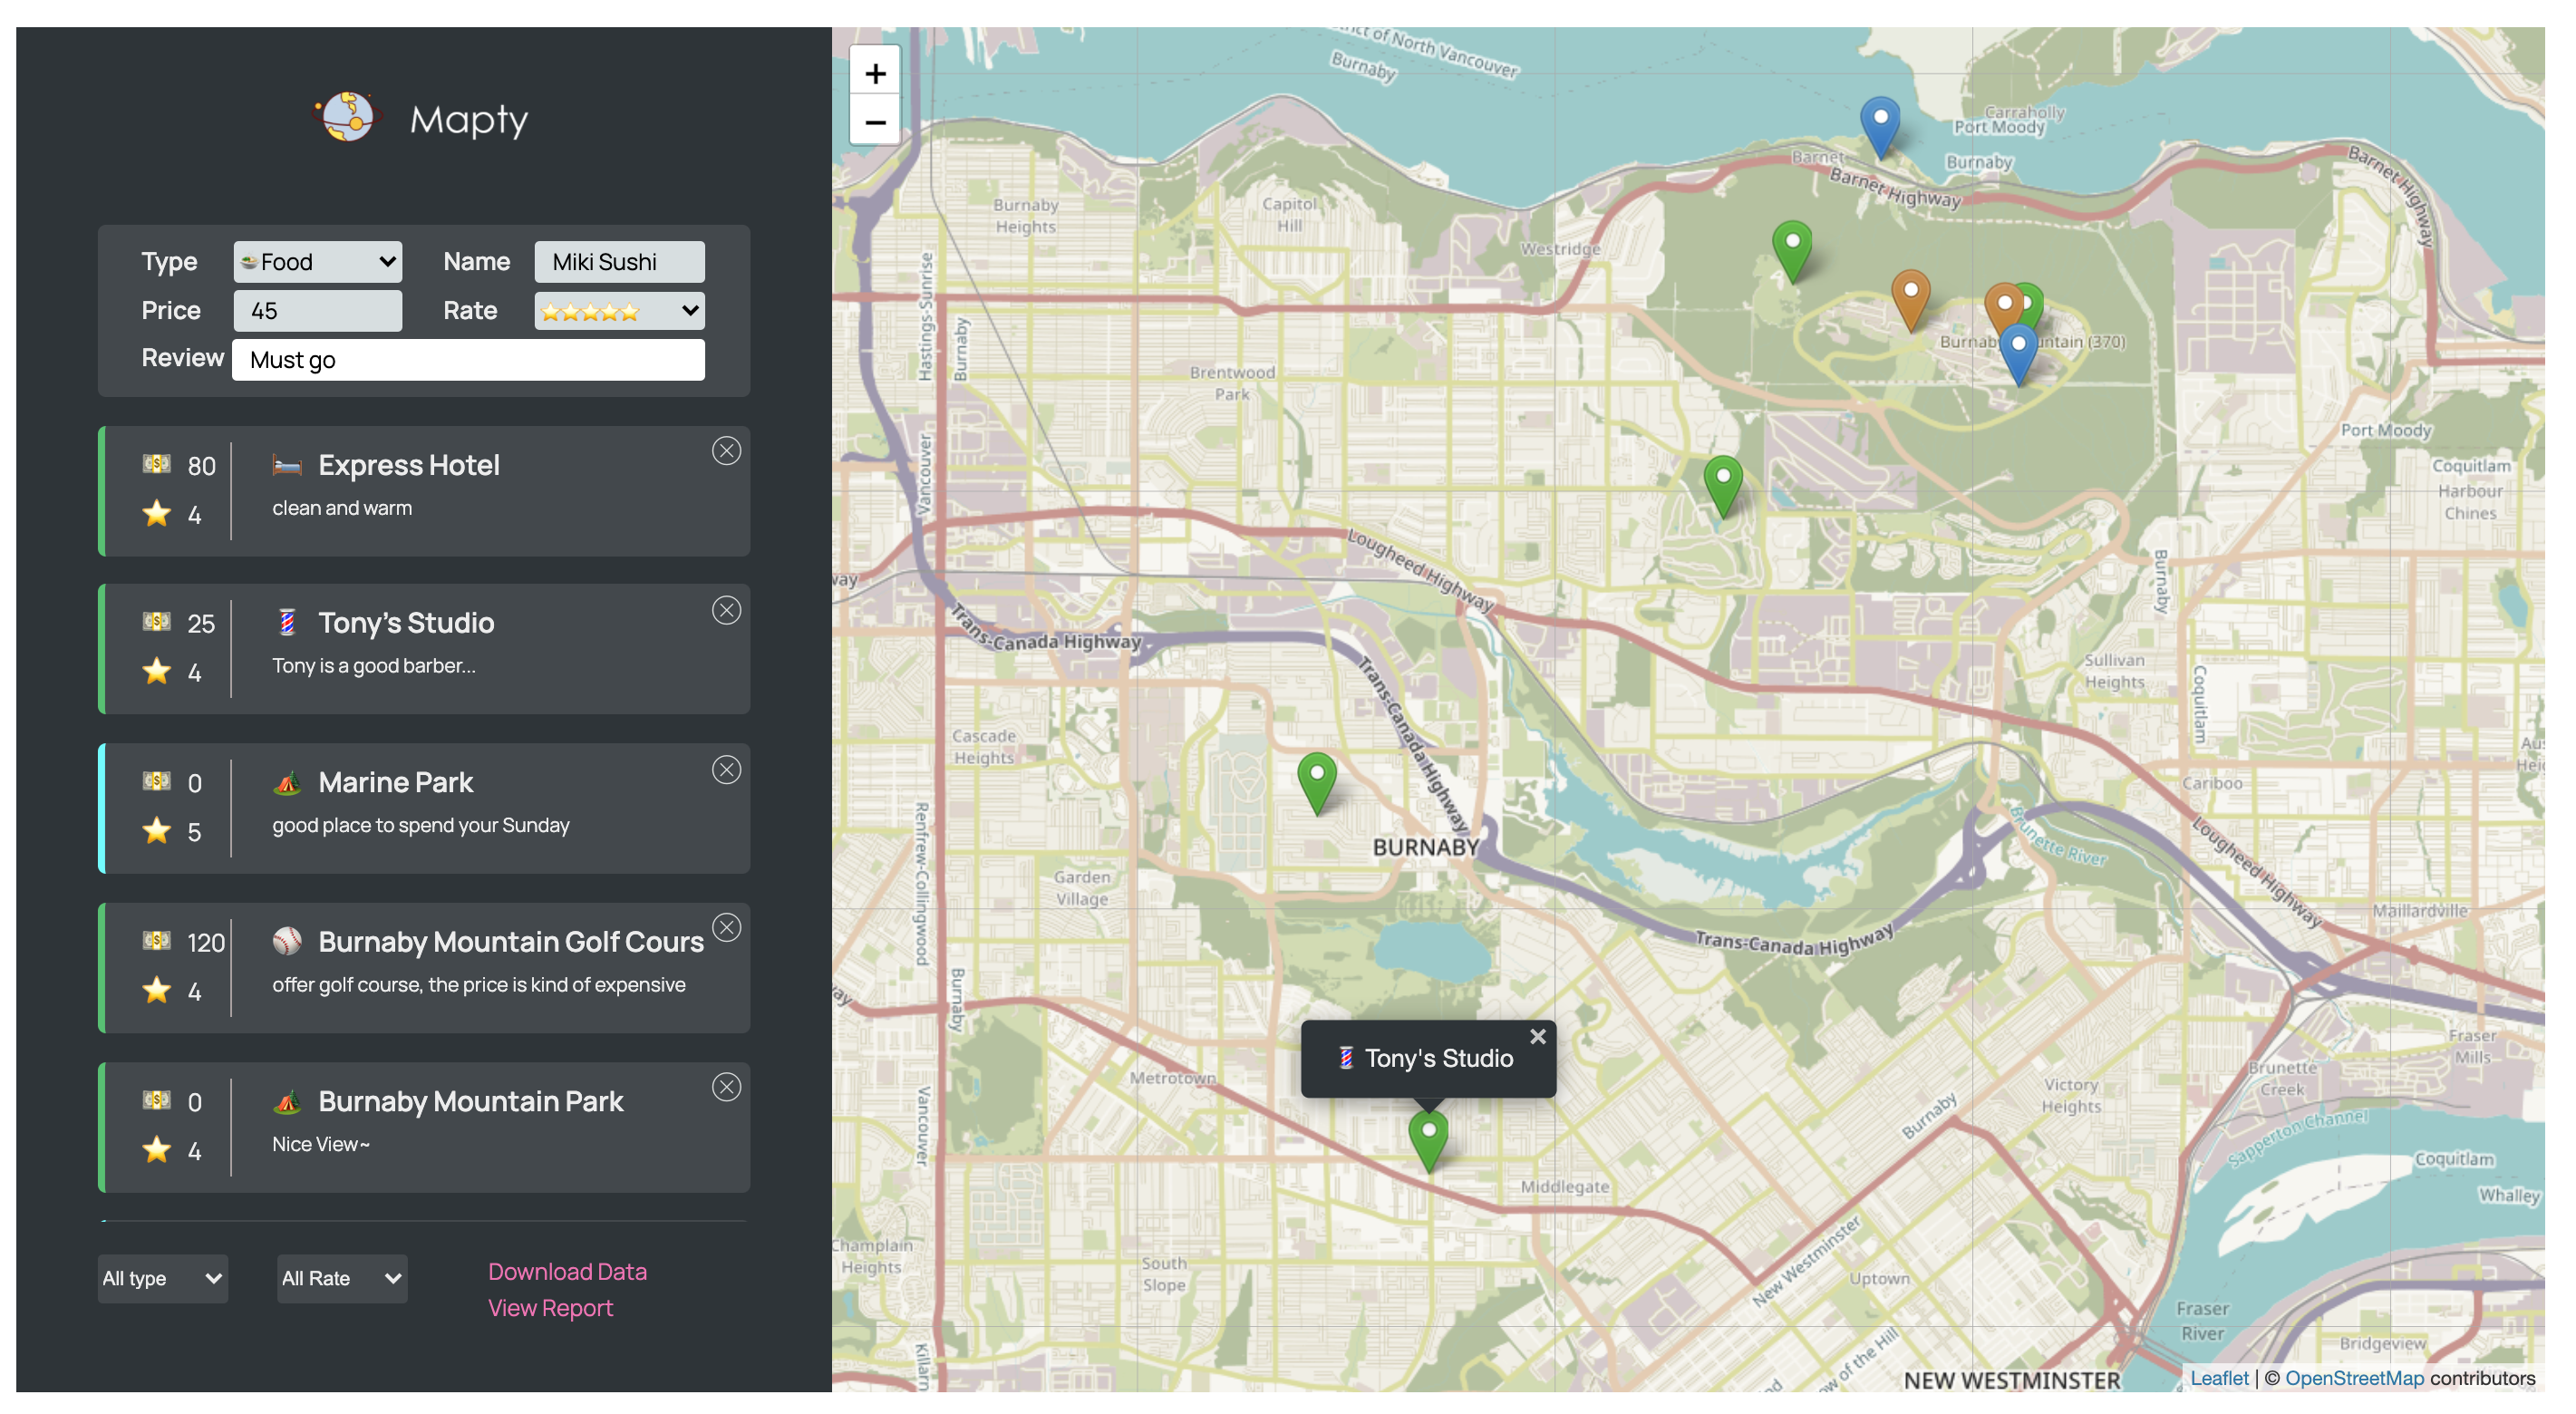 Mapty
Type
Food
Name
Miki Sushi
Price
45
Rate
Review
Must go
80
Express Hotel
4
clean and warm
25
Tony's Studio
4
Tony is a good barber...
0
Marine Park
5
good place to spend your Sunday
120
Burnaby Mountain Golf Cours
4
offer golf course, the price is kind of expensive
0
Burnaby Mountain Park
4
Nice View~
All type
All Rate
Download Data
View Report
+
−
ct of North Vancouver
Burnaby
Carraholly
Port Moody
Burnaby
Barnet
Barnet Highway
Barnet Highway
Burnaby
Heights
Capitol
Hill
Westridge
Hastings-Sunrise
Burnaby
Vancouver
Brentwood
Park
Port Moody
Coquitlam
Harbour
Chines
Lougheed Highway
way
Trans-Canada Highway
Trans-Canada Highway
Burnaby
Coquitlam
Sullivan
Heights
Cascade
Heights
Cariboo
Renfrew-Collingwood
Burnaby
BURNABY
Brunette River
Lougheed Highway
Garden
Village
Maillardville
Trans-Canada Highway
way
Tony's Studio
Metrotown
Vancouver
Fraser
Mills
Brunette
Creek
Victory
Heights
Burnaby
Sapperton Channel
Coquitlam
Whalley
Middlegate
Champlain
Heights
South
Slope
New Westminster
Uptown
Fraser
River
Bridgeview
Killarn
w of the Hill
NEW WESTMINSTER
Leaflet | © OpenStreetMap contributors